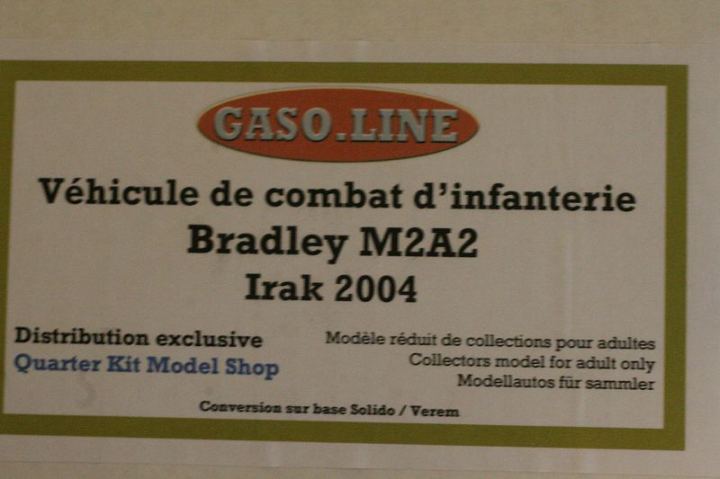 GASO.LINE
Véhicule de combat d'infanterie
Bradley M2A2
Irak 2004
Distribution exclusive
Quarter Kit Model Shop
Modèle réduit de collections pour adultes
Collectors model for adult only
Modellautos für sammler
Conversion sur base Solido / Verem